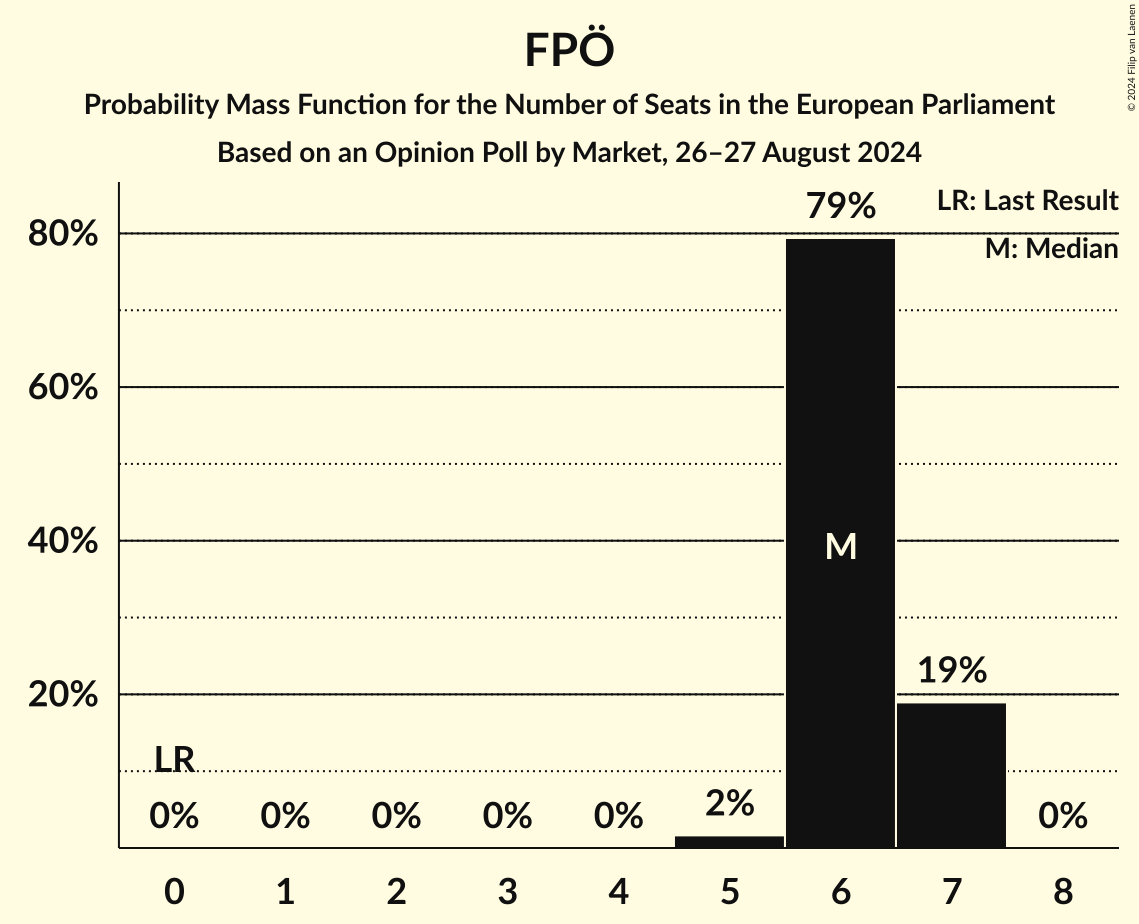 FPÖ
Probability Mass Function for the Number of Seats in the European Parliament
Based on an Opinion Poll by Market, 26–27 August 2024
© 2024 Filip van Laenen
LR: Last Result
M: Median
80%
60%
40%
20%
LR
0%
0%
0%
0%
0%
2%
79%
M
19%
0%
0 1 2 3 4 5 6 7 8